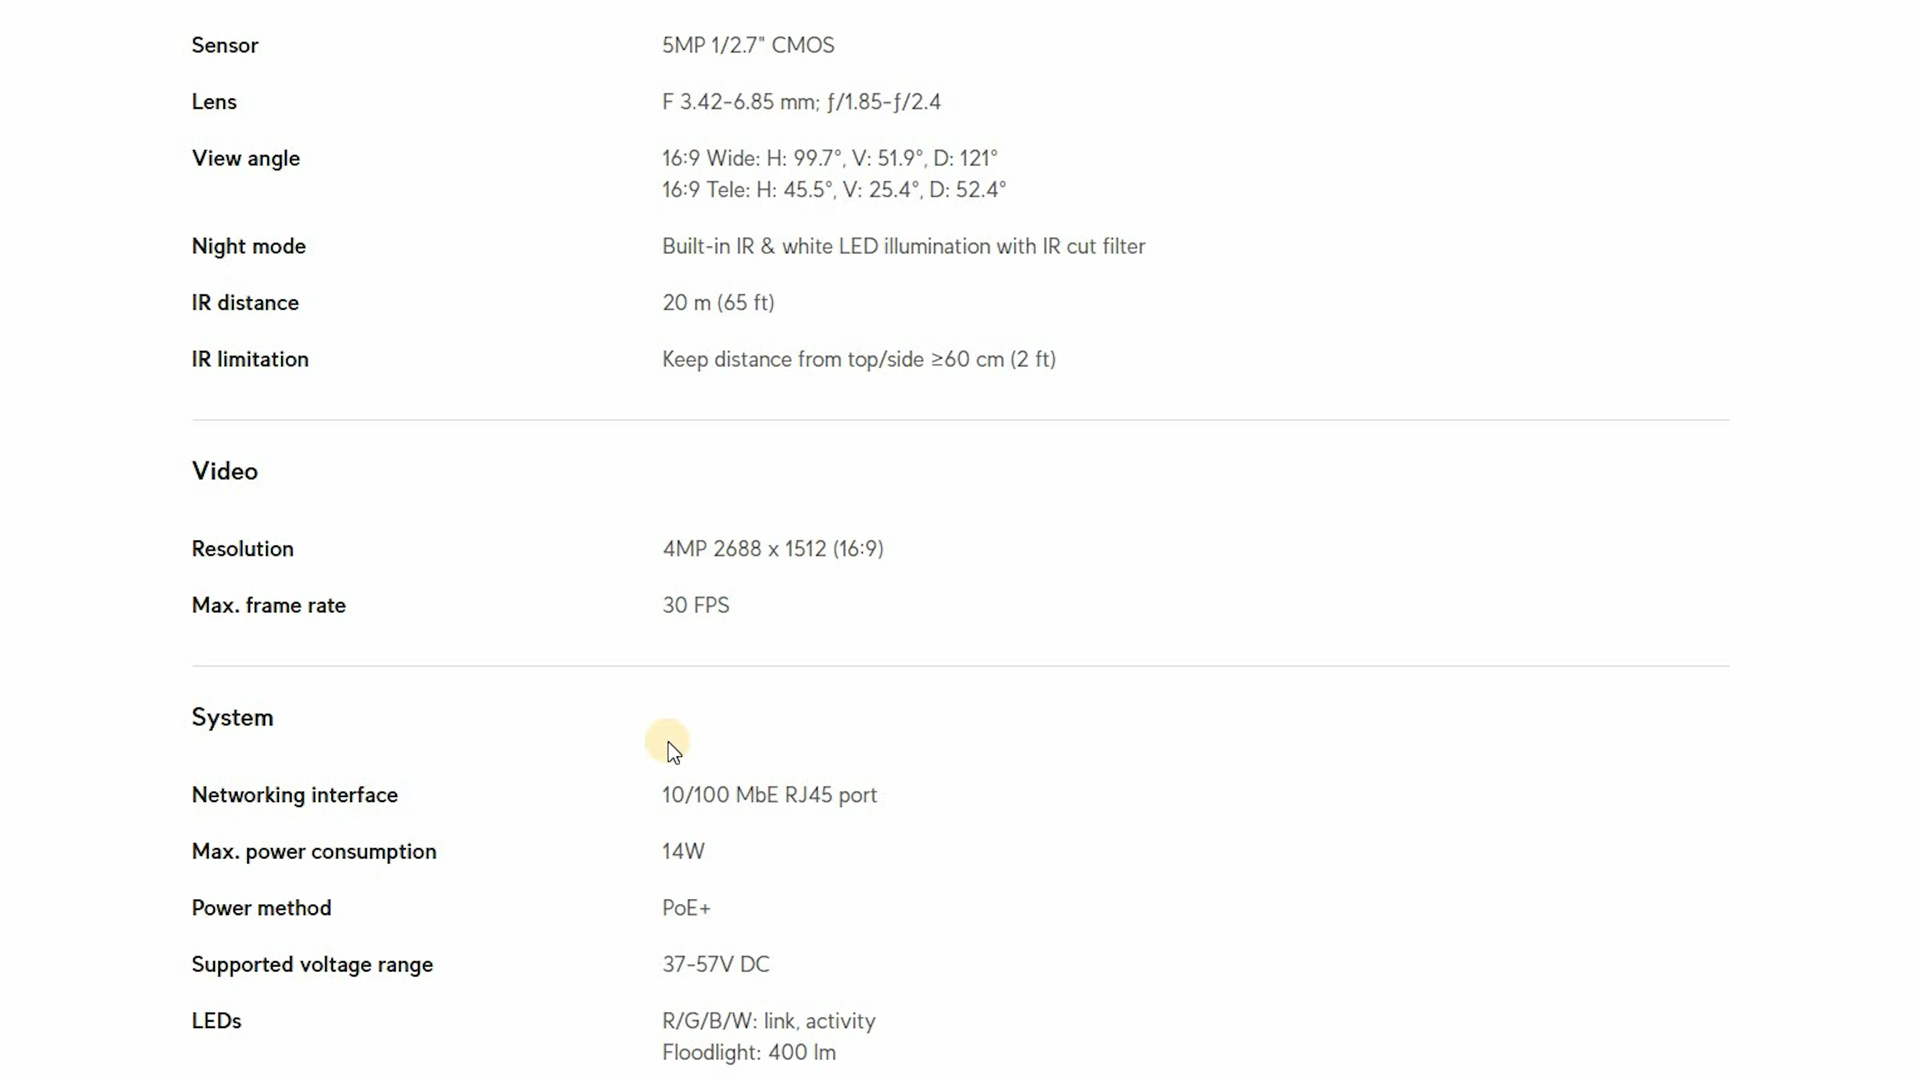 Sensor 5MP 1/2.7" CMOS
Lens F 3.42-6.85 mm; ƒ/1.85-ƒ/2.4
View angle 16:9 Wide: H: 99.7°, V: 51.9°, D: 121°
16:9 Tele: H: 45.5°, V: 25.4°, D: 52.4°
Night mode Built-in IR & white LED illumination with IR cut filter
IR distance 20 m (65 ft)
IR limitation Keep distance from top/side ≥60 cm (2 ft)
Video
Resolution 4MP 2688 x 1512 (16:9)
Max. frame rate 30 FPS
System
Networking interface 10/100 MbE RJ45 port
Max. power consumption 14W
Power method PoE+
Supported voltage range 37-57V DC
LEDs R/G/B/W: link, activity
Floodlight: 400 lm